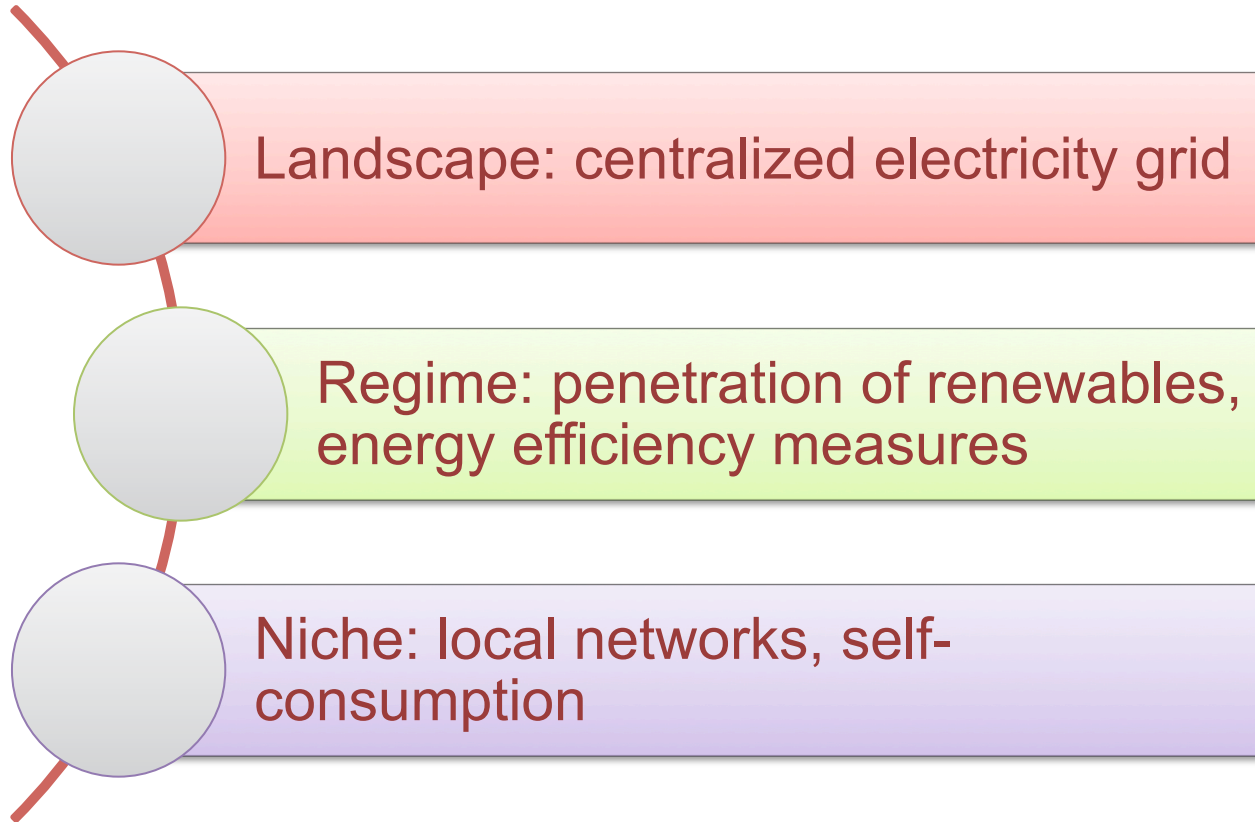 Landscape: centralized electricity grid
Regime: penetration of renewables,
energy efficiency measures
Niche: local networks, self-
consumption